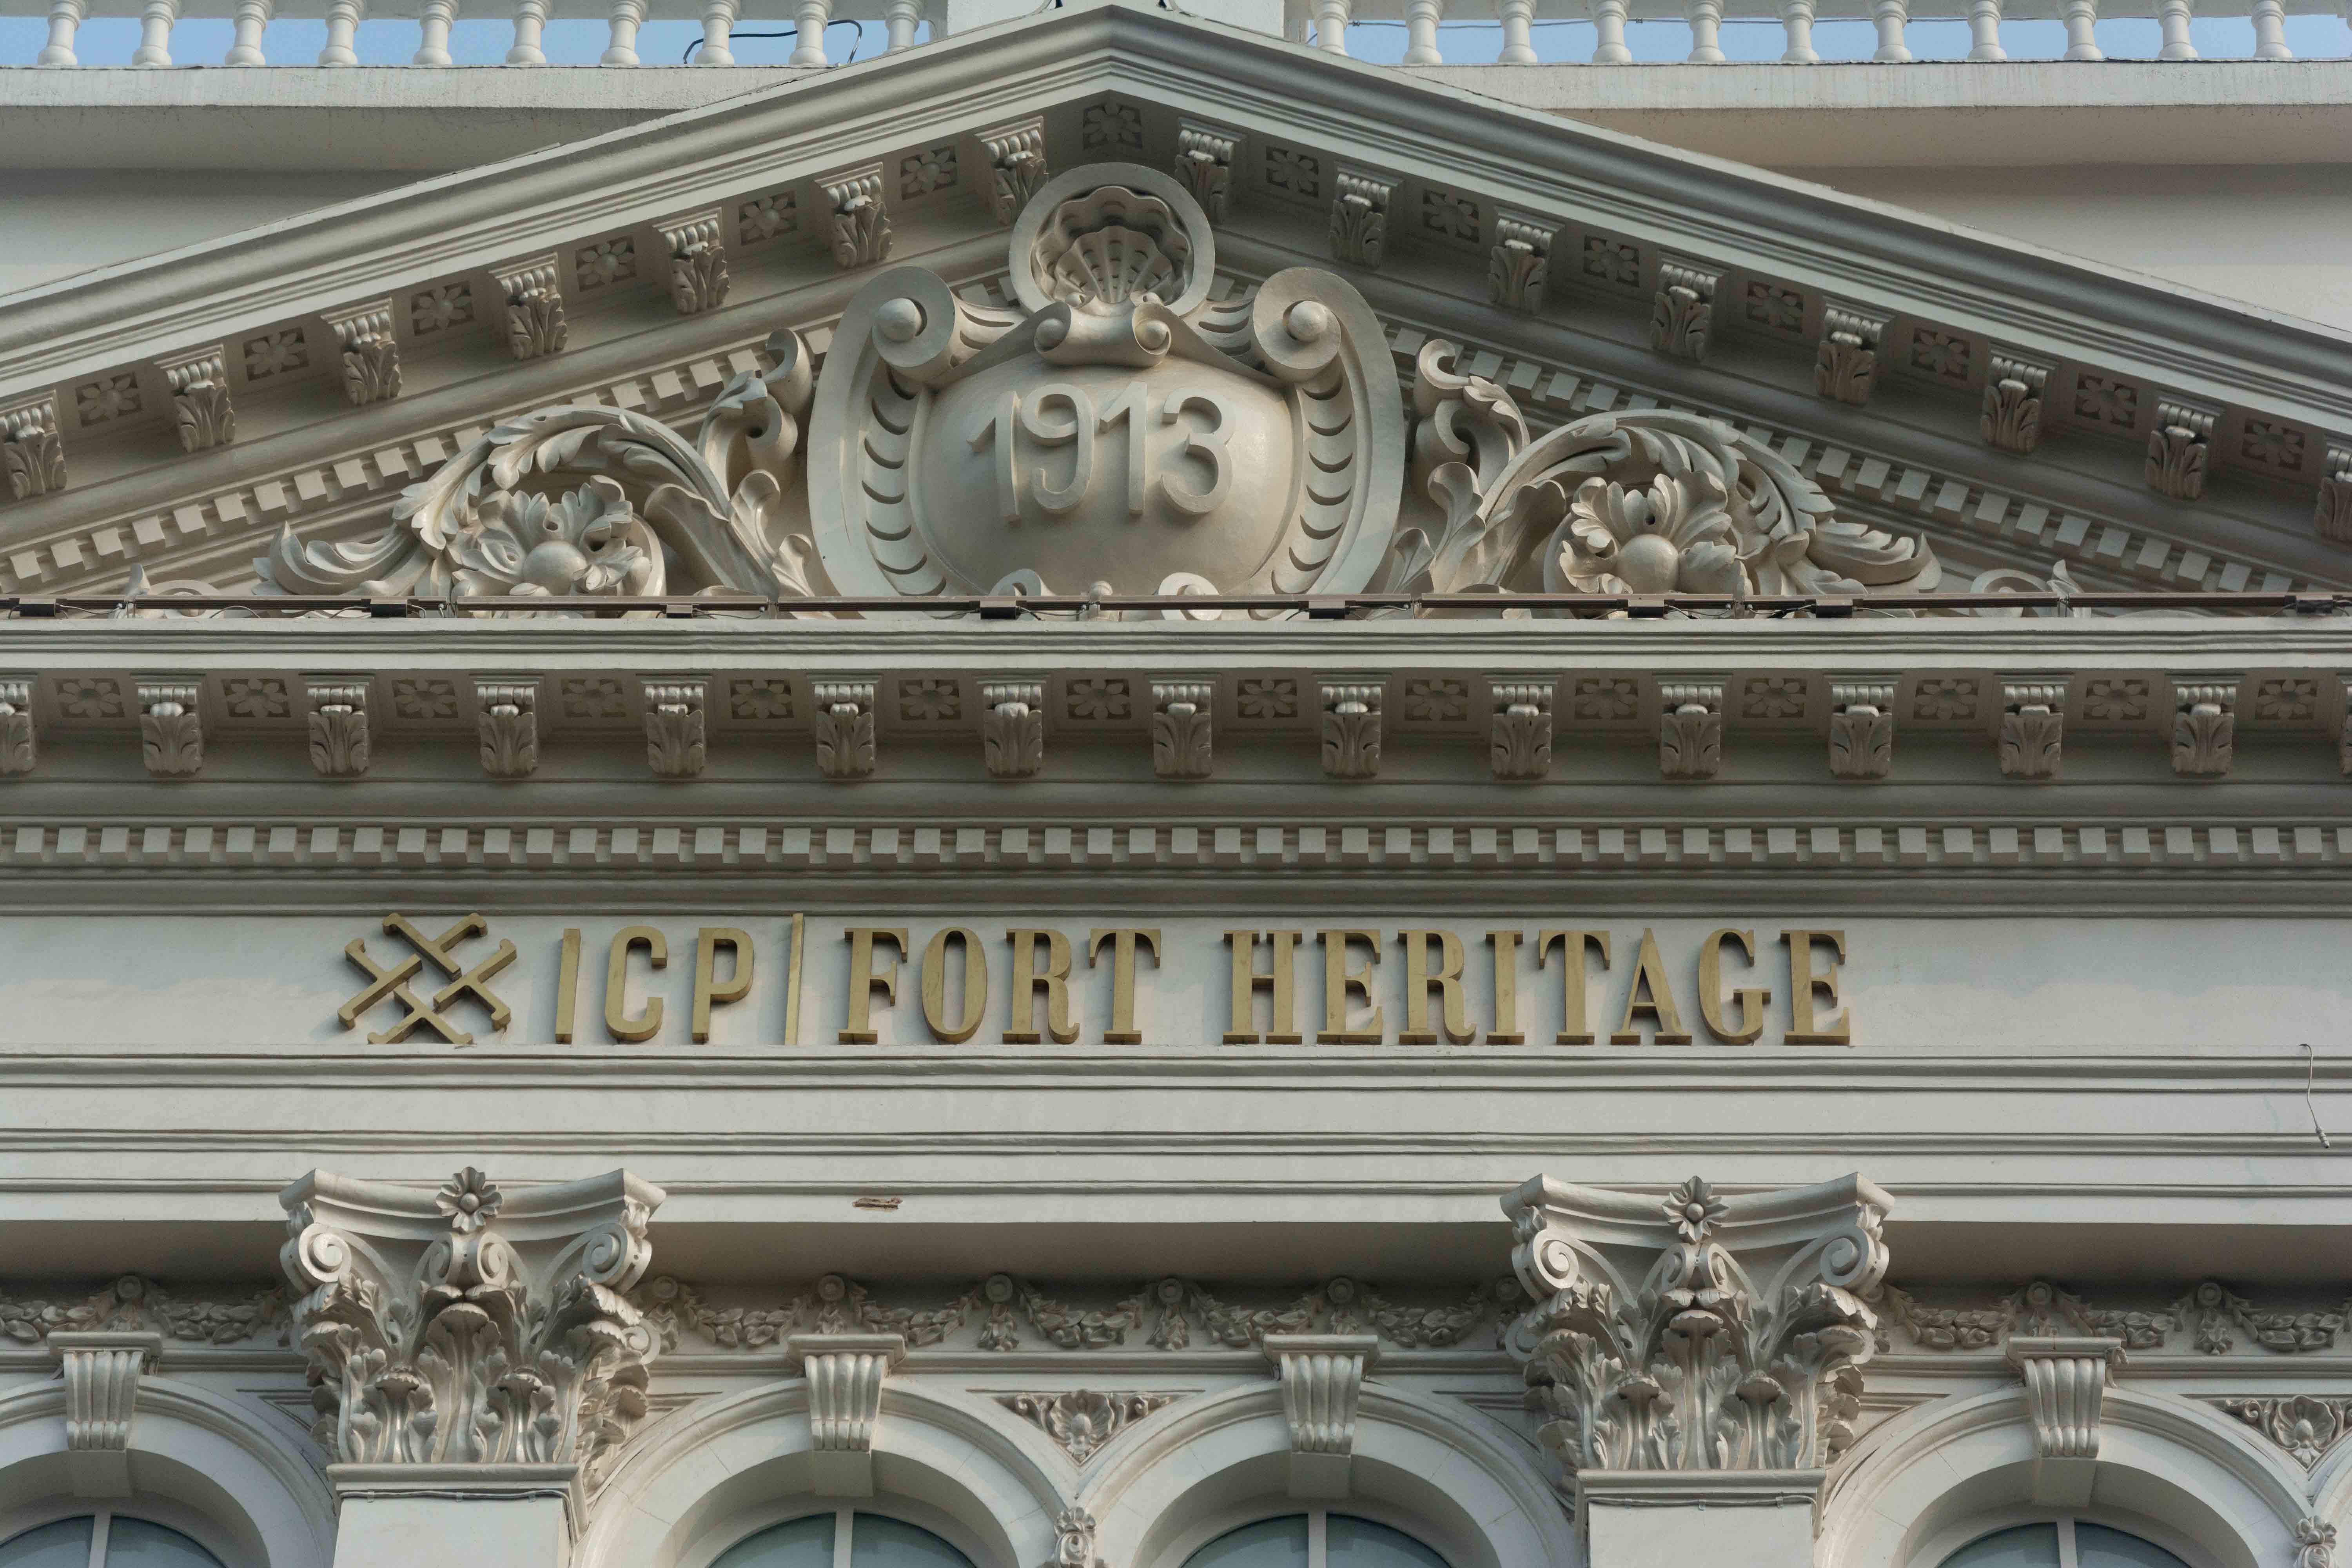 1913
ICP | FORT HERITAGE